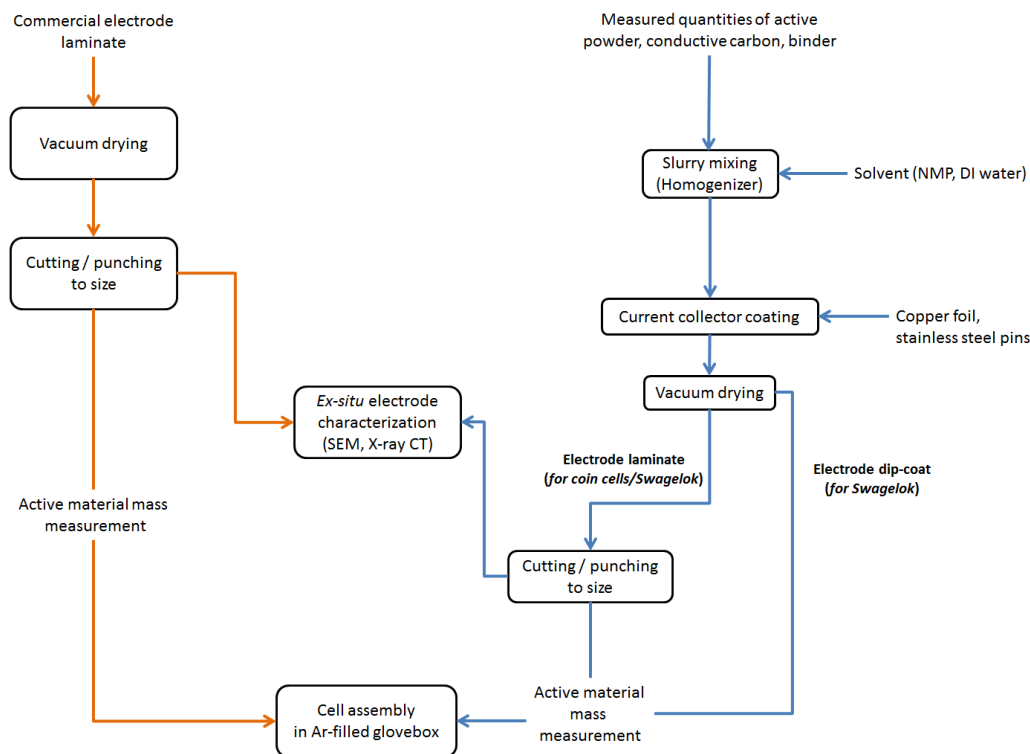 Commercial electrode
laminate
Vacuum drying
Cutting / punching
to size
Active material mass
measurement
Measured quantities of active
powder, conductive carbon, binder
Slurry mixing
(Homogenizer)
Solvent (NMP, DI water)
Current collector coating
Copper foil,
stainless steel pins
Vacuum drying
Ex-situ electrode
characterization
(SEM, X-ray CT)
Electrode laminate
(for coin cells/Swagelok)
Electrode dip-coat
(for Swagelok)
Cutting / punching
to size
Active material
mass
measurement
Cell assembly
in Ar-filled glovebox